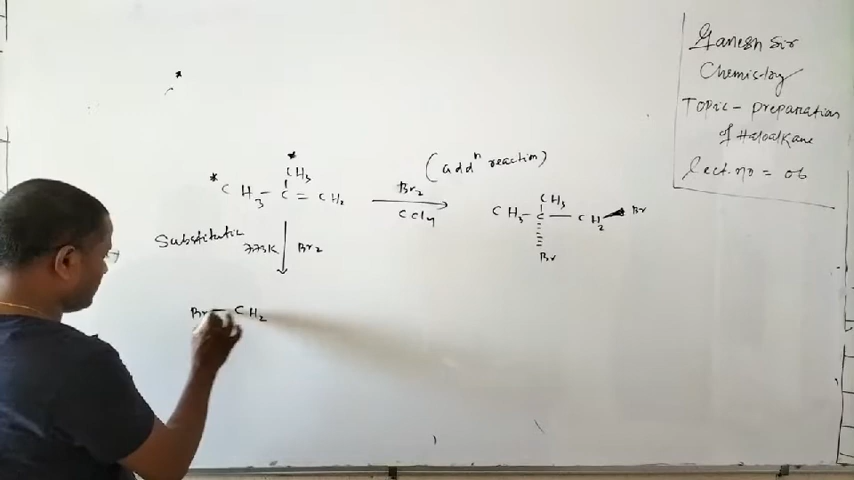 Ganesh Sir
Chemistry
Topic - preparation
of Haloalkane
lect. no = 06
*
*
CH3
* CH3 - C = CH2
Br2
CCl4
(addn reaction)
CH3
CH3 - C - CH2 Br
Br
Substitutic
773K Br2
Br - CH2